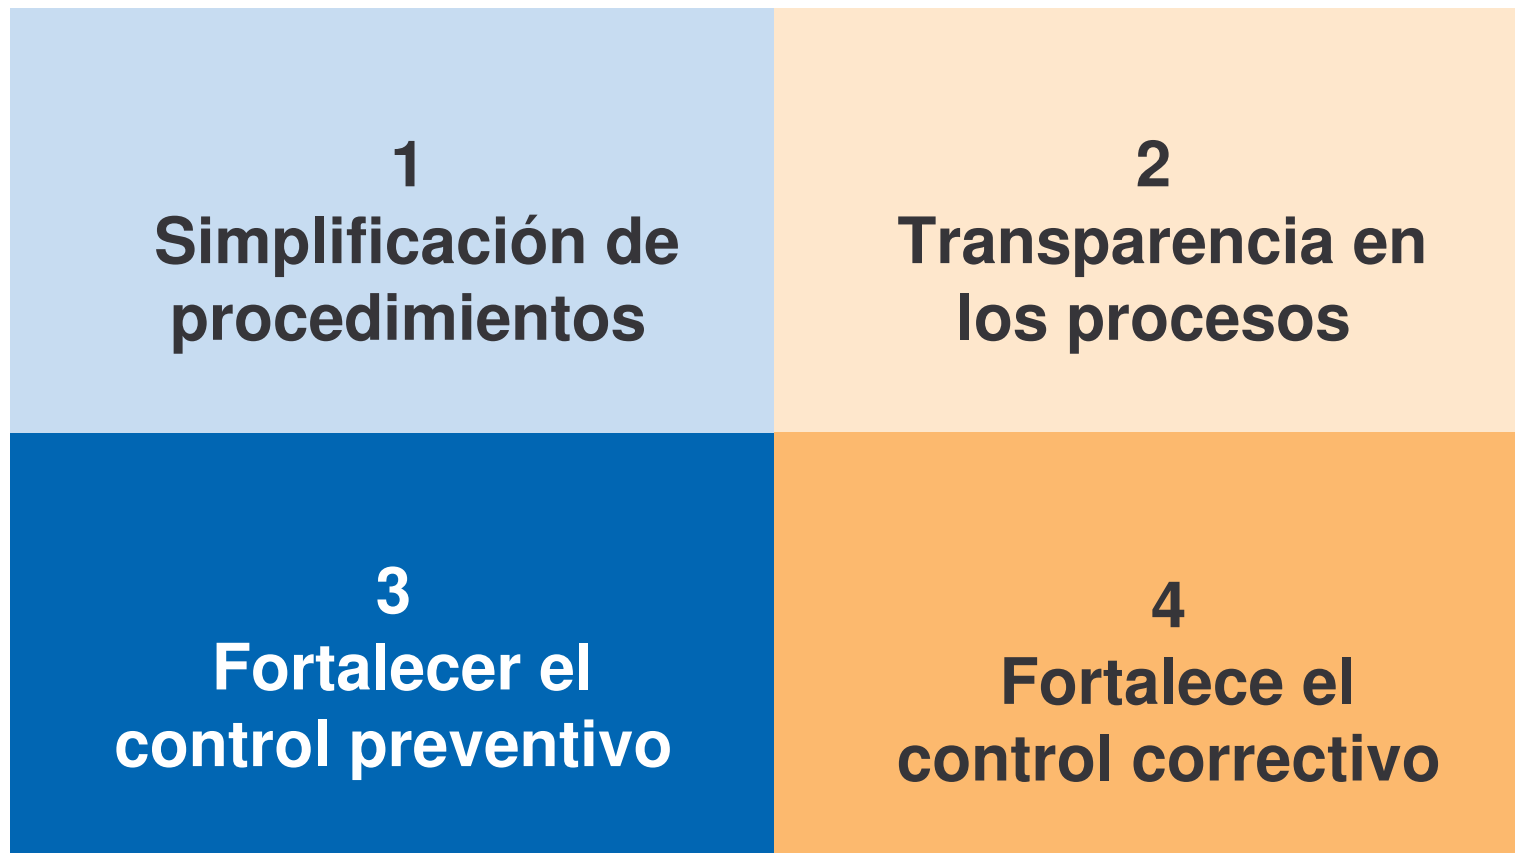 1
Simplificación de
procedimientos
2
Transparencia en
los procesos
3
Fortalecer el
control preventivo
4
Fortalece el
control correctivo